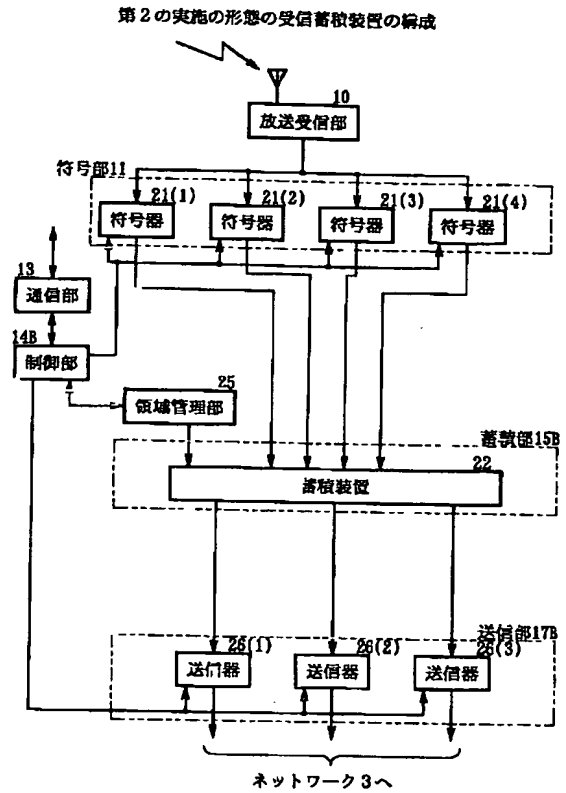 第2の実施の形態の受信蓄積装置の構成
10
放送受信部
符号部11
21(1)
21(2)
21(3)
21(4)
符号器
符号器
符号器
符号器
13
通信部
14B
制御部
25
領域管理部
蓄積部15B
22
蓄積装置
送信部17B
26(1)
26(2)
26(3)
送信器
送信器
送信器
ネットワーク3へ